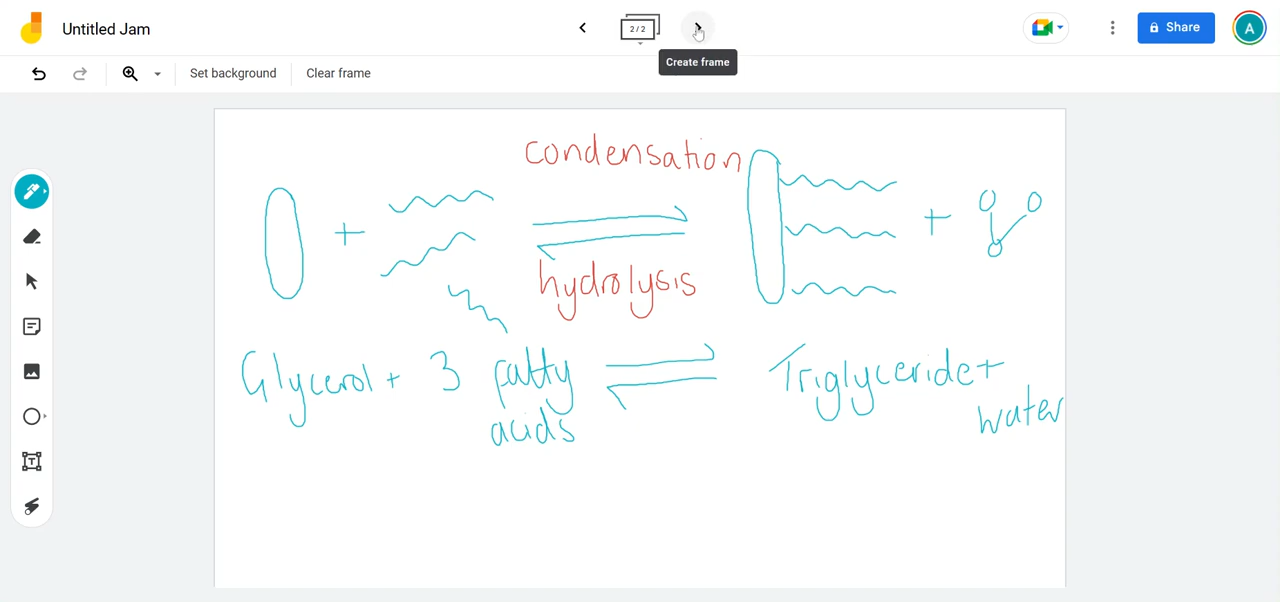 Untitled Jam
2 / 2
Share
A
Create frame
Set background
Clear frame
condensation
+
+
hydrolysis
Glycerol + 3 fatty acids
Triglyceride + water